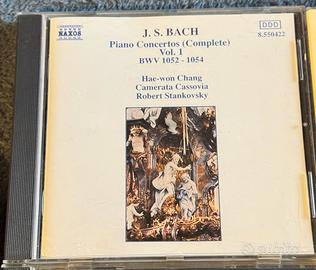 NAXOS
J. S. BACH
DDD
8.550422
Piano Concertos (Complete)
Vol. 1
BWV 1052 - 1054
Hae-won Chang
Camerata Cassovia
Robert Stankovsky
subito